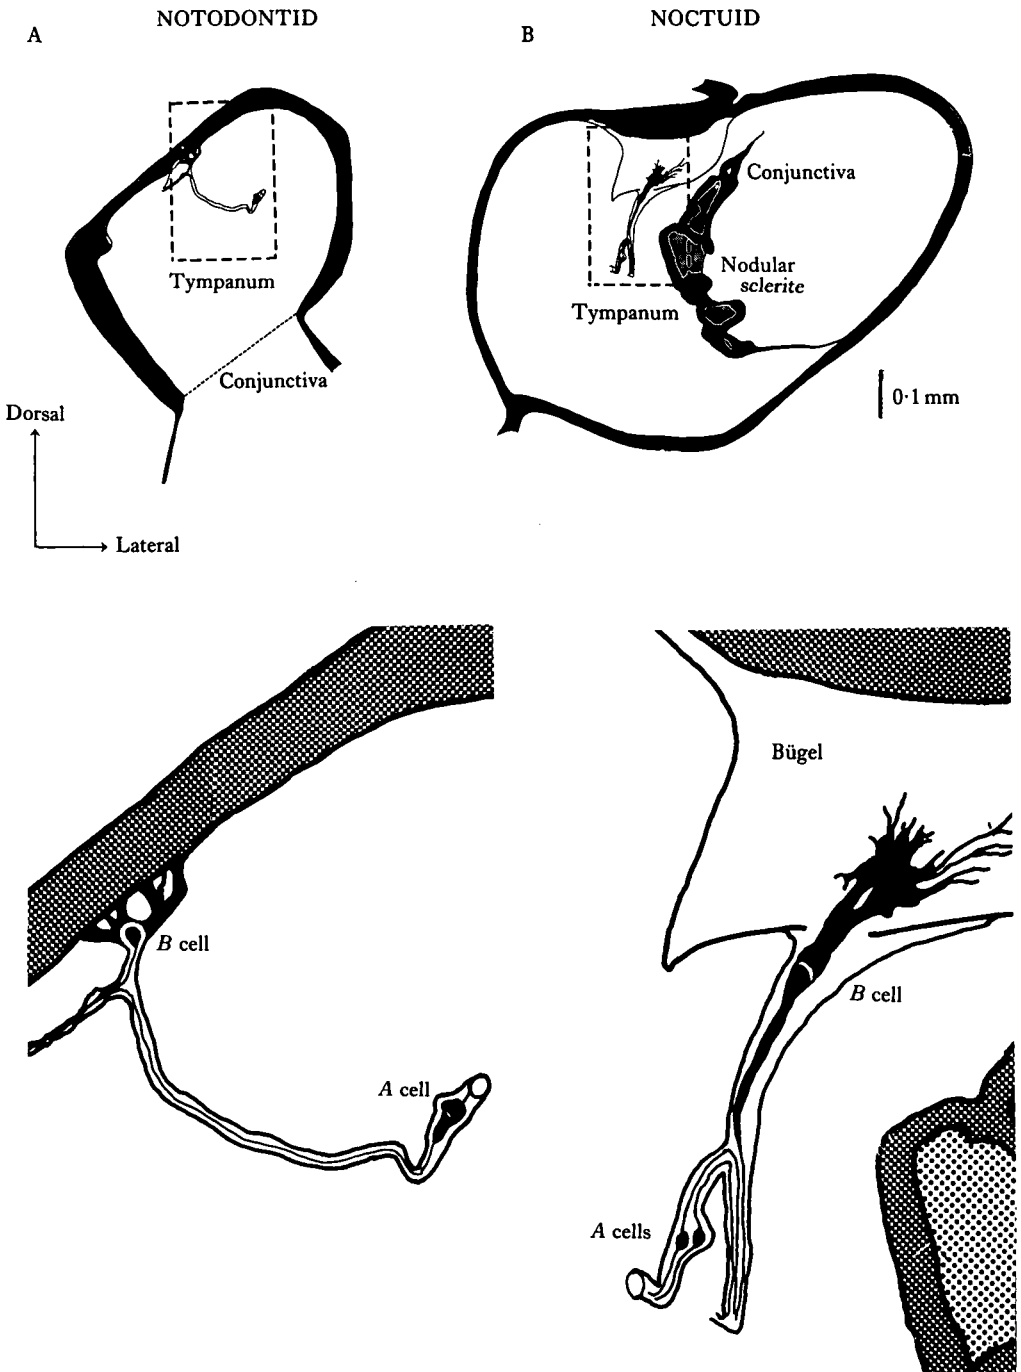 NOTODONTID
NOCTUID
A
B
Tympanum
Conjunctiva
Dorsal
Lateral
Conjunctiva
Nodular
sclerite
Tympanum
0·1 mm
B cell
A cell
Bügel
B cell
A cells